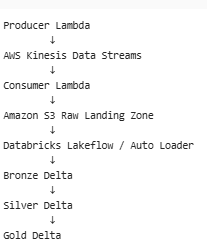 Producer Lambda
↓
AWS Kinesis Data Streams
↓
Consumer Lambda
↓
Amazon S3 Raw Landing Zone
↓
Databricks Lakeflow / Auto Loader
↓
Bronze Delta
↓
Silver Delta
↓
Gold Delta